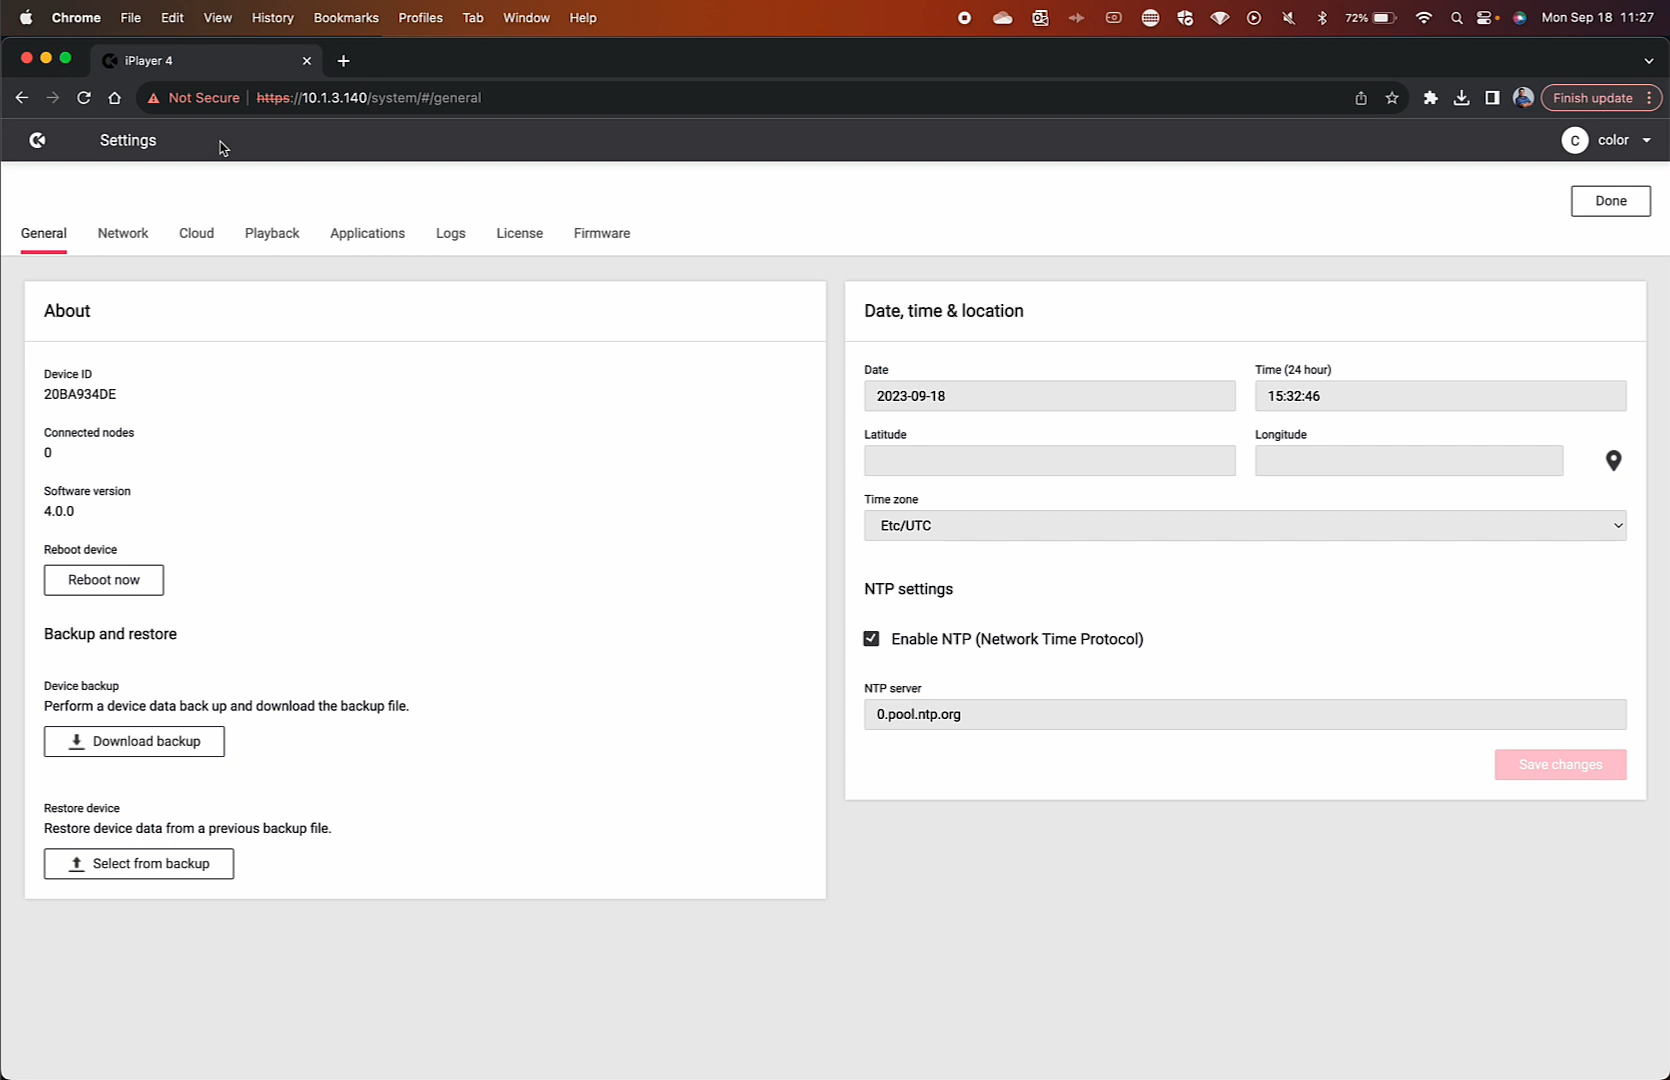 Chrome File Edit View History Bookmarks Profiles Tab Window Help 72% Mon Sep 18 11:27
iPlayer 4
Not Secure https://10.1.3.140/system/#/general Finish update
Settings C color
Done
General Network Cloud Playback Applications Logs License Firmware
About
Device ID
20BA934DE
Connected nodes
0
Software version
4.0.0
Reboot device
Reboot now
Backup and restore
Device backup
Perform a device data back up and download the backup file.
Download backup
Restore device
Restore device data from a previous backup file.
Select from backup
Date, time & location
Date Time (24 hour)
2023-09-18 15:32:46
Latitude Longitude
Time zone
Etc/UTC
NTP settings
Enable NTP (Network Time Protocol)
NTP server
0.pool.ntp.org
Save changes